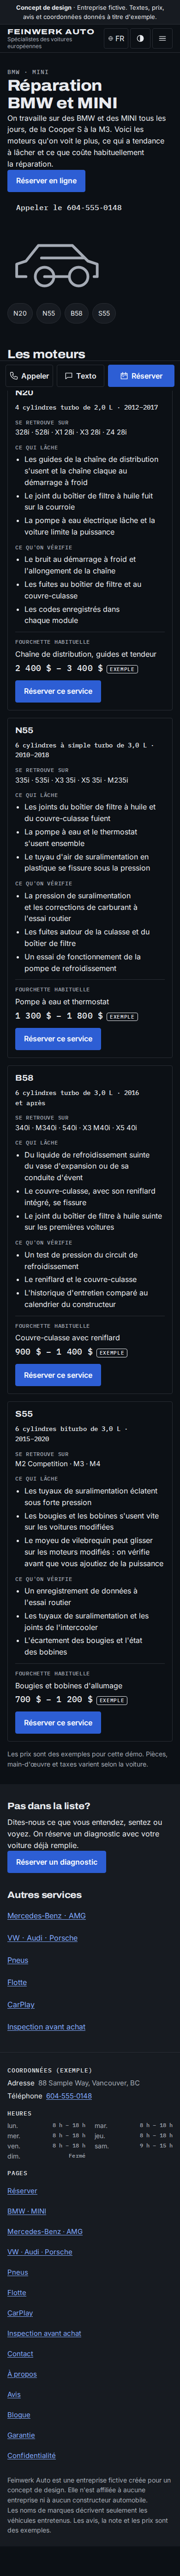 Concept de design · Entreprise fictive. Textes, prix,
avis et coordonnées donnés à titre d'exemple.
FEINWERK AUTO
Spécialistes des voitures
européennes
FR
BMW · MINI
Réparation
BMW et MINI
On travaille sur des BMW et des MINI tous les
jours, de la Cooper S à la M3. Voici les
moteurs qu'on voit le plus, ce qui a tendance
à lâcher et ce que coûte habituellement
la réparation.
Réserver en ligne
Appeler le 604-555-0148
N20
N55
B58
S55
Les moteurs
Appeler
Texto
Réserver
N20
4 cylindres turbo de 2,0 L · 2012–2017
SE RETROUVE SUR
328i · 528i · X1 28i · X3 28i · Z4 28i
CE QUI LÂCHE
Les guides de la chaîne de distribution
s'usent et la chaîne claque au
démarrage à froid
Le joint du boîtier de filtre à huile fuit
sur la courroie
La pompe à eau électrique lâche et la
voiture limite la puissance
CE QU'ON VÉRIFIE
Le bruit au démarrage à froid et
l'allongement de la chaîne
Les fuites au boîtier de filtre et au
couvre-culasse
Les codes enregistrés dans
chaque module
FOURCHETTE HABITUELLE
Chaîne de distribution, guides et tendeur
2 400 $ – 3 400 $ EXEMPLE
Réserver ce service
N55
6 cylindres à simple turbo de 3,0 L ·
2010–2018
SE RETROUVE SUR
335i · 535i · X3 35i · X5 35i · M235i
CE QUI LÂCHE
Les joints du boîtier de filtre à huile et
du couvre-culasse fuient
La pompe à eau et le thermostat
s'usent ensemble
Le tuyau d'air de suralimentation en
plastique se fissure sous la pression
CE QU'ON VÉRIFIE
La pression de suralimentation
et les corrections de carburant à
l'essai routier
Les fuites autour de la culasse et du
boîtier de filtre
Un essai de fonctionnement de la
pompe de refroidissement
FOURCHETTE HABITUELLE
Pompe à eau et thermostat
1 300 $ – 1 800 $ EXEMPLE
Réserver ce service
B58
6 cylindres turbo de 3,0 L · 2016
et après
SE RETROUVE SUR
340i · M340i · 540i · X3 M40i · X5 40i
CE QUI LÂCHE
Du liquide de refroidissement suinte
du vase d'expansion ou de sa
conduite d'évent
Le couvre-culasse, avec son reniflard
intégré, se fissure
Le joint du boîtier de filtre à huile suinte
sur les premières voitures
CE QU'ON VÉRIFIE
Un test de pression du circuit de
refroidissement
Le reniflard et le couvre-culasse
L'historique d'entretien comparé au
calendrier du constructeur
FOURCHETTE HABITUELLE
Couvre-culasse avec reniflard
900 $ – 1 400 $ EXEMPLE
Réserver ce service
S55
6 cylindres biturbo de 3,0 L ·
2015–2020
SE RETROUVE SUR
M2 Competition · M3 · M4
CE QUI LÂCHE
Les tuyaux de suralimentation éclatent
sous forte pression
Les bougies et les bobines s'usent vite
sur les voitures modifiées
Le moyeu de vilebrequin peut glisser
sur les moteurs modifiés : on vérifie
avant que vous ajoutiez de la puissance
CE QU'ON VÉRIFIE
Un enregistrement de données à
l'essai routier
Les tuyaux de suralimentation et les
joints de l'intercooler
L'écartement des bougies et l'état
des bobines
FOURCHETTE HABITUELLE
Bougies et bobines d'allumage
700 $ – 1 200 $ EXEMPLE
Réserver ce service
Les prix sont des exemples pour cette démo. Pièces,
main-d'œuvre et taxes varient selon la voiture.
Pas dans la liste?
Dites-nous ce que vous entendez, sentez ou
voyez. On réserve un diagnostic avec votre
voiture déjà remplie.
Réserver un diagnostic
Autres services
Mercedes-Benz · AMG
VW · Audi · Porsche
Pneus
Flotte
CarPlay
Inspection avant achat
COORDONNÉES (EXEMPLE)
Adresse 88 Sample Way, Vancouver, BC
Téléphone 604-555-0148
HEURES
lun. 8 h – 18 h mar. 8 h – 18 h
mer. 8 h – 18 h jeu. 8 h – 18 h
ven. 8 h – 18 h sam. 9 h – 15 h
dim. Fermé
PAGES
Réserver
BMW · MINI
Mercedes-Benz · AMG
VW · Audi · Porsche
Pneus
Flotte
CarPlay
Inspection avant achat
Contact
À propos
Avis
Blogue
Garantie
Confidentialité
Feinwerk Auto est une entreprise fictive créée pour un
concept de design. Elle n'est affiliée à aucune
entreprise ni à aucun constructeur automobile.
Les noms de marques décrivent seulement les
véhicules entretenus. Les avis, la note et les prix sont
des exemples.